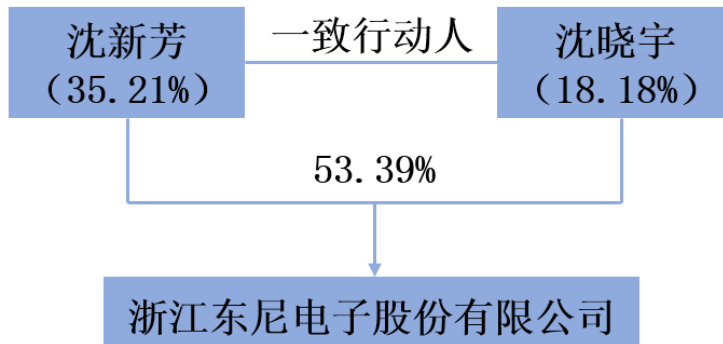 沈新芳
（35.21%）
一致行动人
沈晓宇
（18.18%）
53.39%
浙江东尼电子股份有限公司